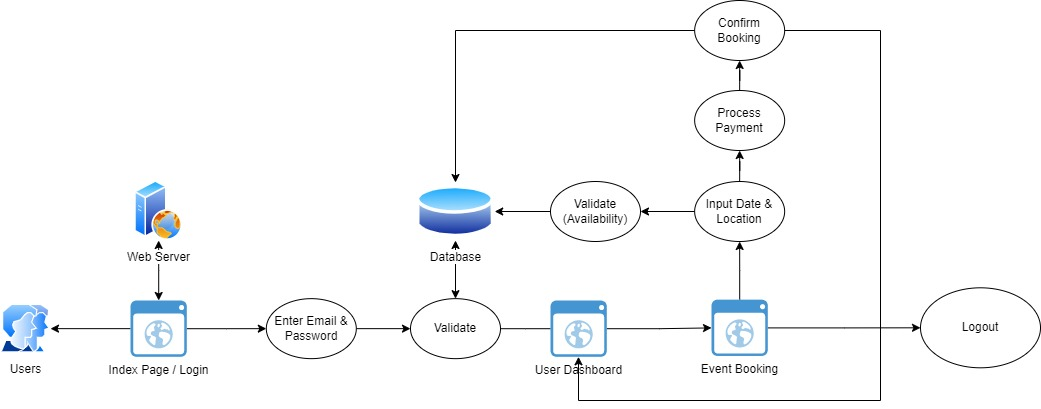 Confirm
Booking
Process
Payment
Validate
(Availability)
Input Date &
Location
Web Server
Database
Enter Email &
Password
Validate
Logout
Users
Index Page / Login
User Dashboard
Event Booking